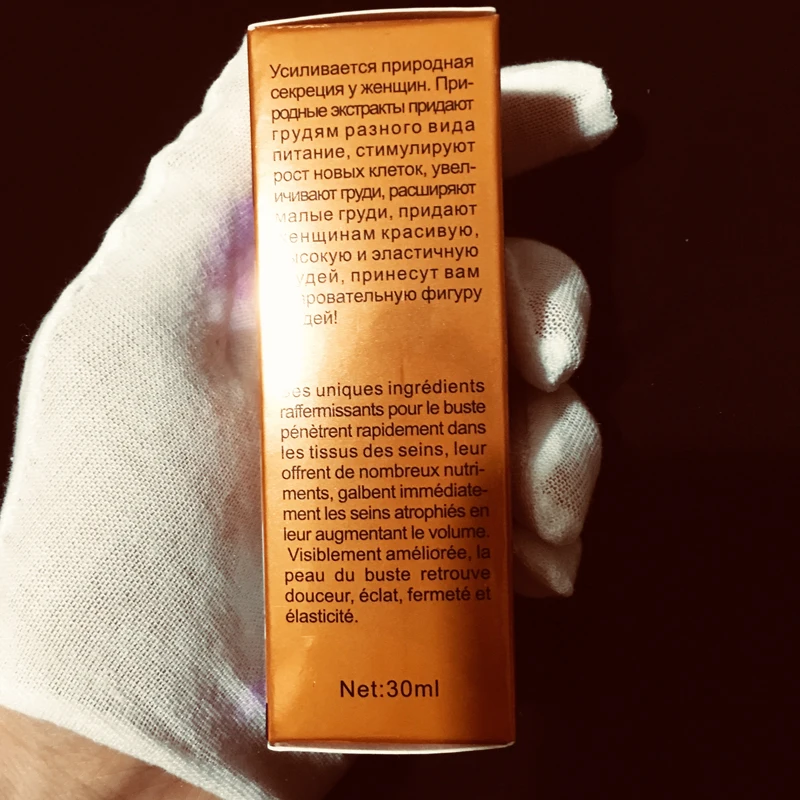 Усиливается природная
секреция у женщин. При-
родные экстракты придают
грудям разного вида
питание, стимулируют
рост новых клеток, увел-
ичивают груди, расширяют
малые груди, придают
женщинам красивую,
и эластичную
принесут вам
фигуру
uniques ingrédients
raffermissants pour le buste
pénètrent rapidement dans
les tissus des seins, leur
offrent de nombreux nutri-
ments, galbent immédiate-
ment les seins atrophiés en
leur augmentant le volume.
Visiblement améliorée, la
peau du buste retrouve
douceur, éclat, fermeté et
élasticité.
Net:30ml